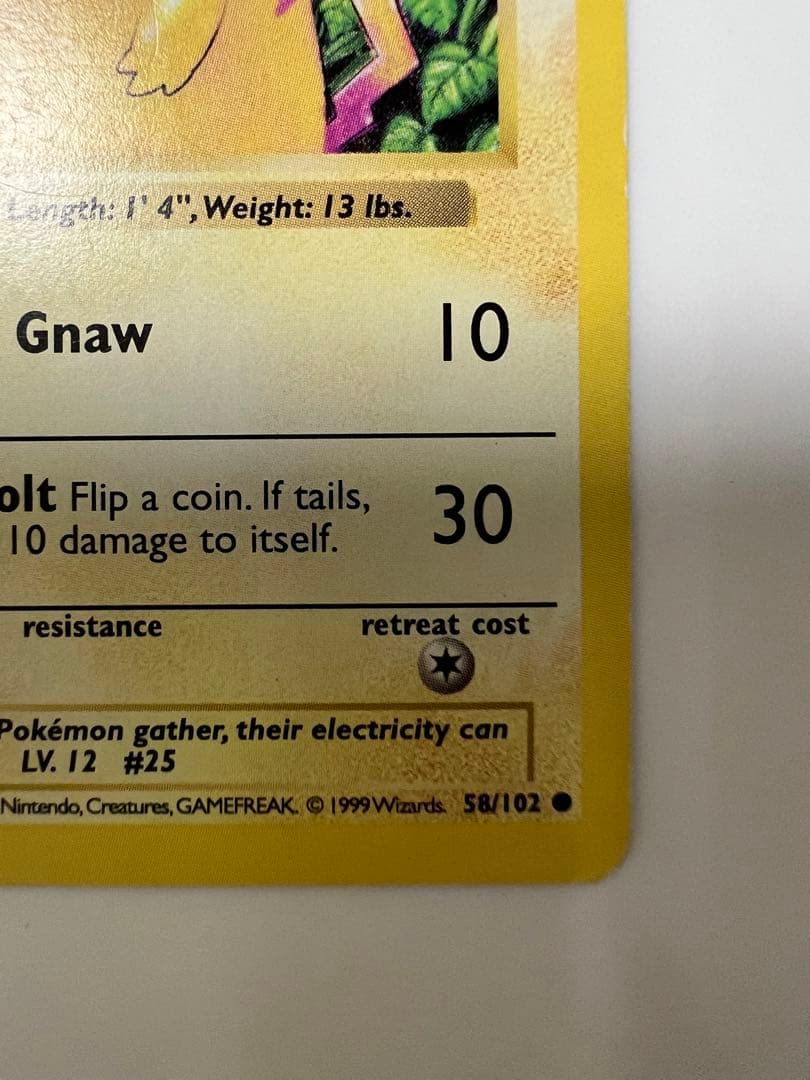 Length: 1' 4", Weight: 13 lbs.
Gnaw 10
olt Flip a coin. If tails, 30
10 damage to itself.
resistance retreat cost
Pokémon gather, their electricity can
LV. 12 #25
Nintendo, Creatures, GAMEFREAK. © 1999 Wizards. 58/102